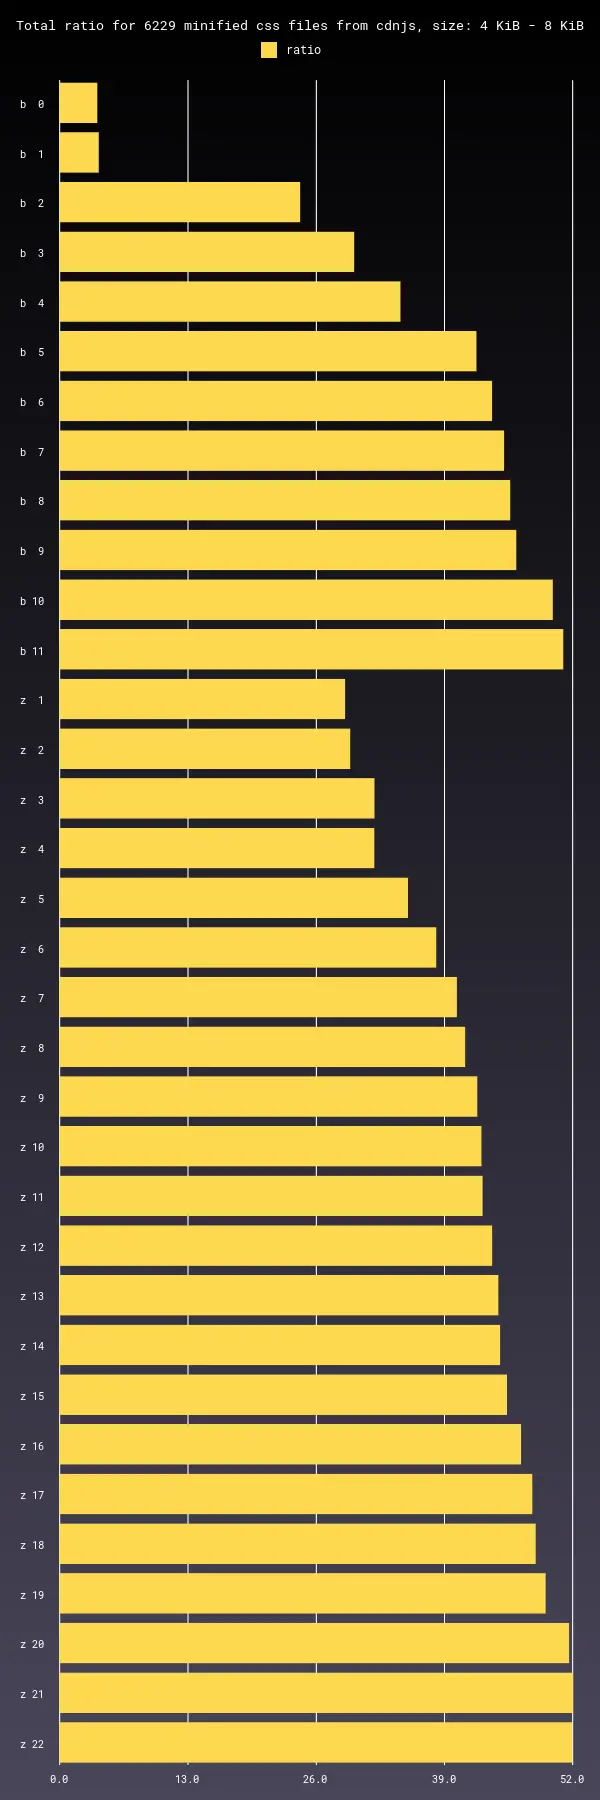 Total ratio for 6229 minified css files from cdnjs, size: 4 KiB - 8 KiB
ratio
b 0
b 1
b 2
b 3
b 4
b 5
b 6
b 7
b 8
b 9
b 10
b 11
z 1
z 2
z 3
z 4
z 5
z 6
z 7
z 8
z 9
z 10
z 11
z 12
z 13
z 14
z 15
z 16
z 17
z 18
z 19
z 20
z 21
z 22
0.0 13.0 26.0 39.0 52.0